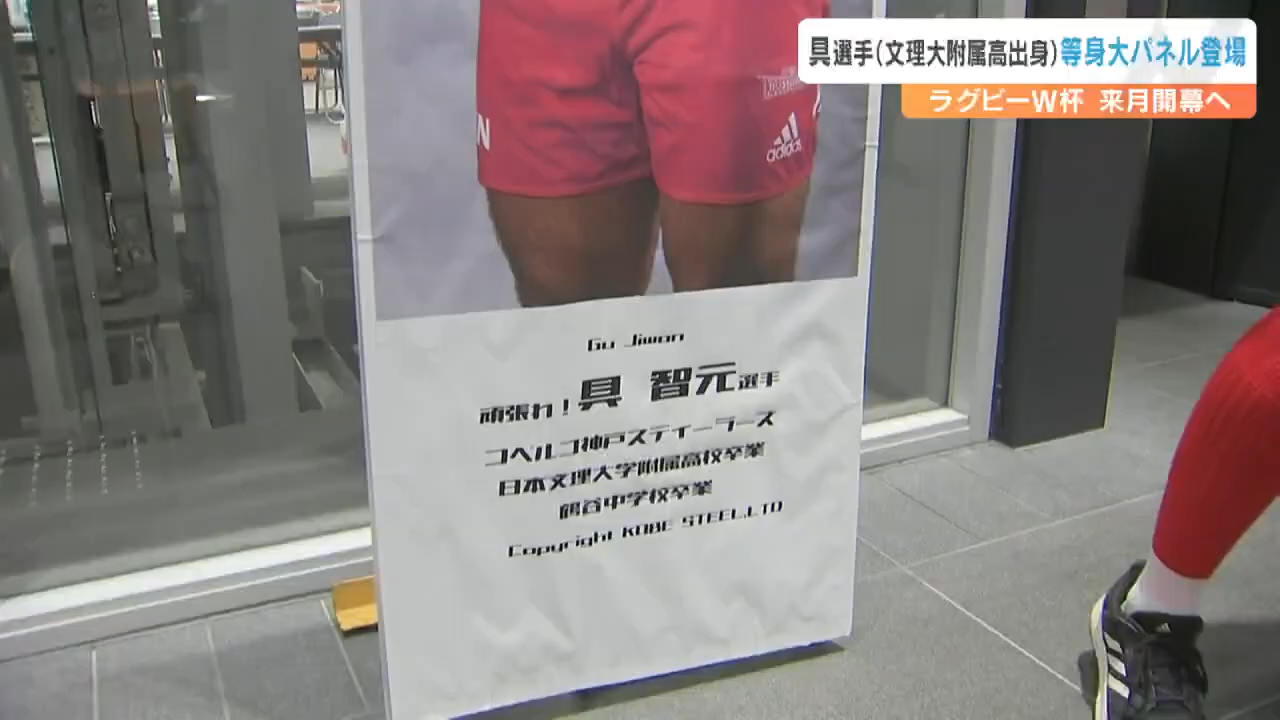 具選手(文理大附属高出身)等身大パネル登場
ラグビーW杯 来月開幕へ
N
adidas
Gu Jiwon
頑張れ!具 智元選手
コベルコ神戸スティーラーズ
日本文理大学附属高校卒業
鶴谷中学校卒業
Copyright KOBE STEEL,LTD